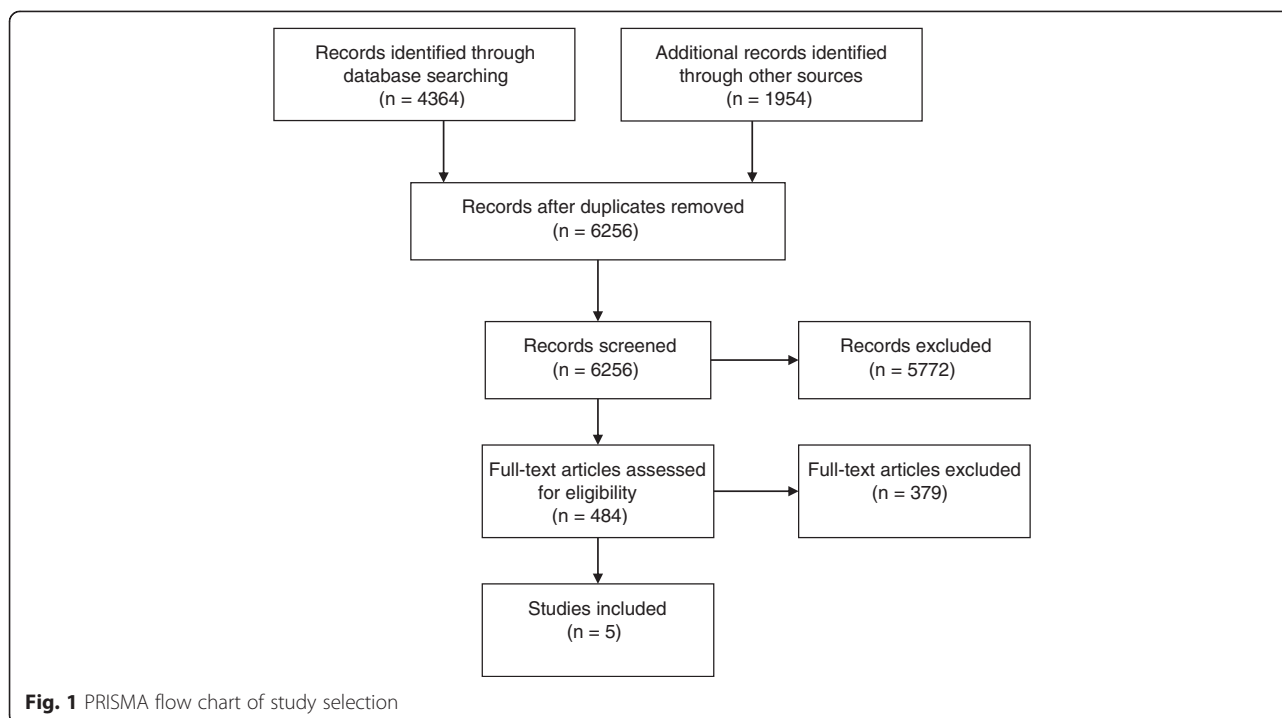 Records identified through
database searching
(n = 4364)
Additional records identified
through other sources
(n = 1954)
Records after duplicates removed
(n = 6256)
Records screened
(n = 6256)
Records excluded
(n = 5772)
Full-text articles assessed
for eligibility
(n = 484)
Full-text articles excluded
(n = 379)
Studies included
(n = 5)
Fig. 1 PRISMA flow chart of study selection